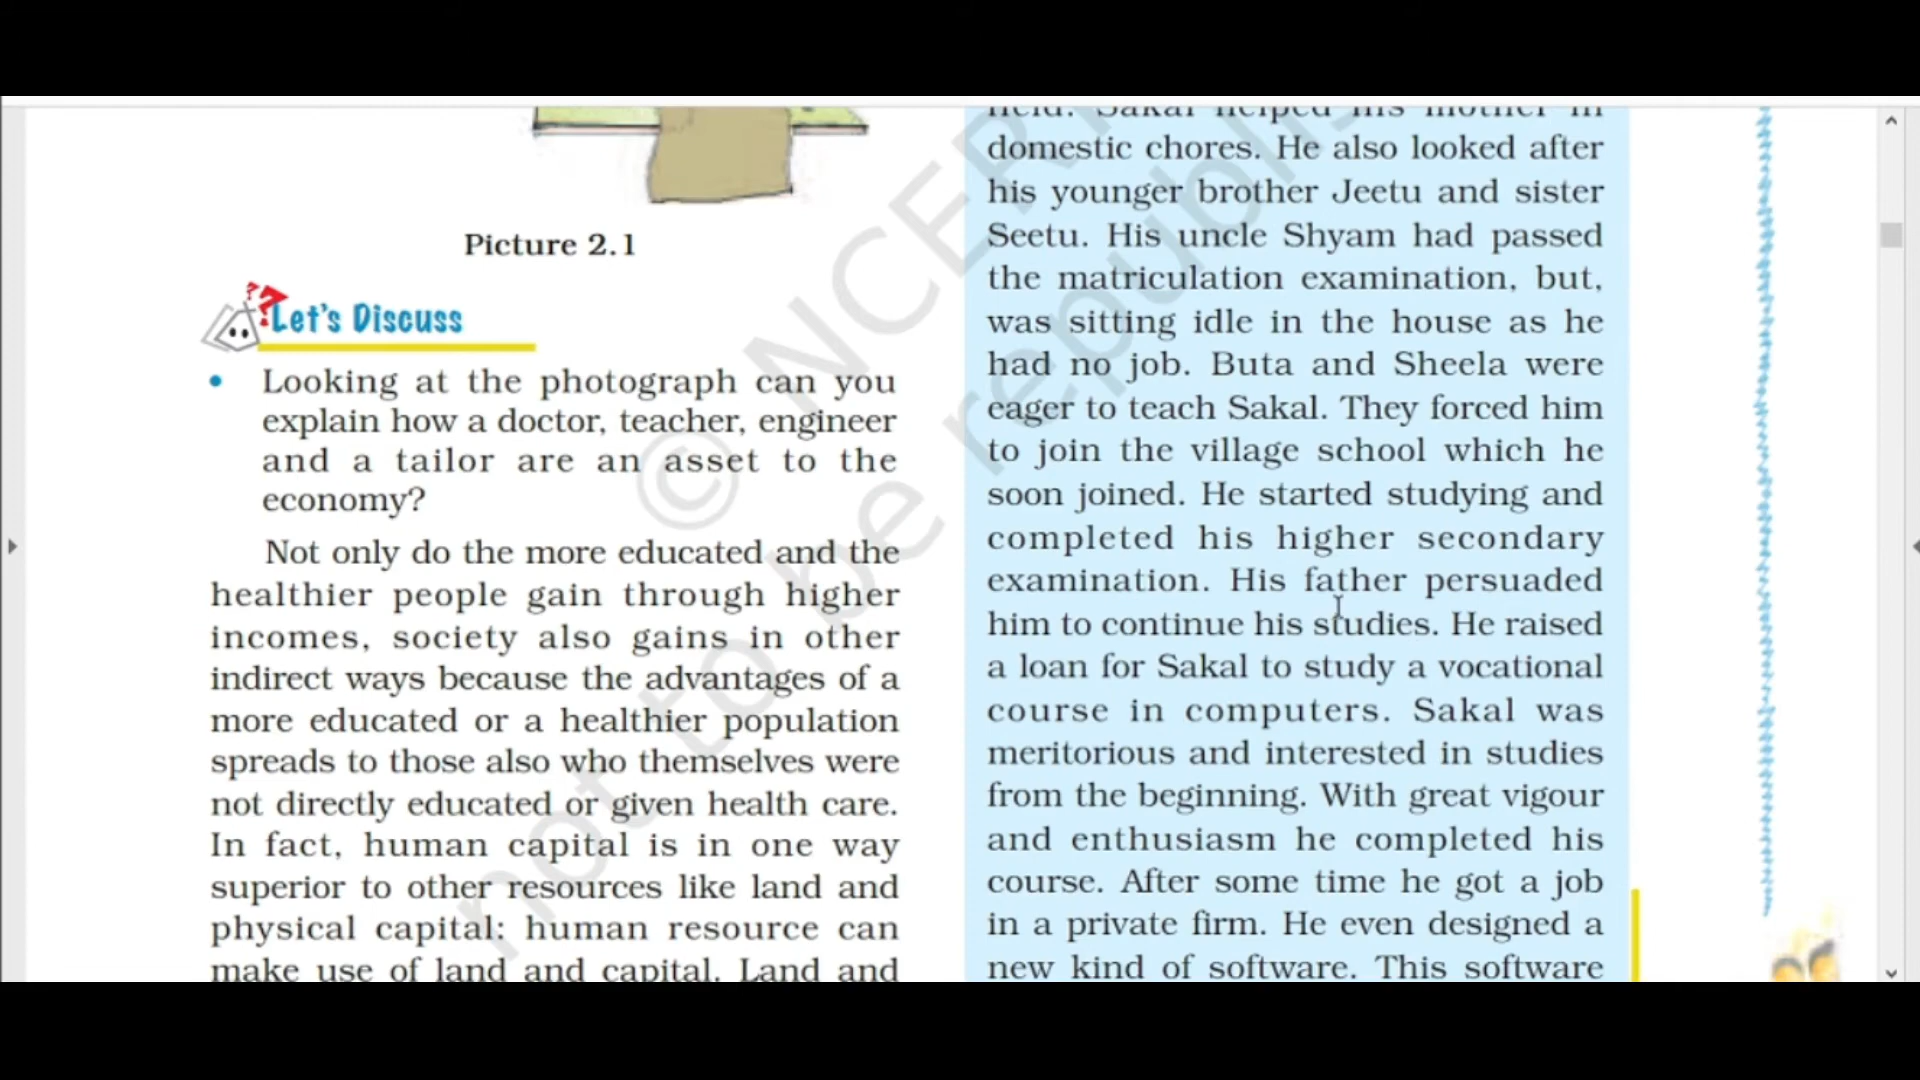 Picture 2.1
Let's Discuss
• Looking at the photograph can you
explain how a doctor, teacher, engineer
and a tailor are an asset to the
economy?
Not only do the more educated and the
healthier people gain through higher
incomes, society also gains in other
indirect ways because the advantages of a
more educated or a healthier population
spreads to those also who themselves were
not directly educated or given health care.
In fact, human capital is in one way
superior to other resources like land and
physical capital: human resource can
make use of land and capital. Land and
field. Sakal helped his mother in
domestic chores. He also looked after
his younger brother Jeetu and sister
Seetu. His uncle Shyam had passed
the matriculation examination, but,
was sitting idle in the house as he
had no job. Buta and Sheela were
eager to teach Sakal. They forced him
to join the village school which he
soon joined. He started studying and
completed his higher secondary
examination. His father persuaded
him to continue his studies. He raised
a loan for Sakal to study a vocational
course in computers. Sakal was
meritorious and interested in studies
from the beginning. With great vigour
and enthusiasm he completed his
course. After some time he got a job
in a private firm. He even designed a
new kind of software. This software
© NCER
not to be republis